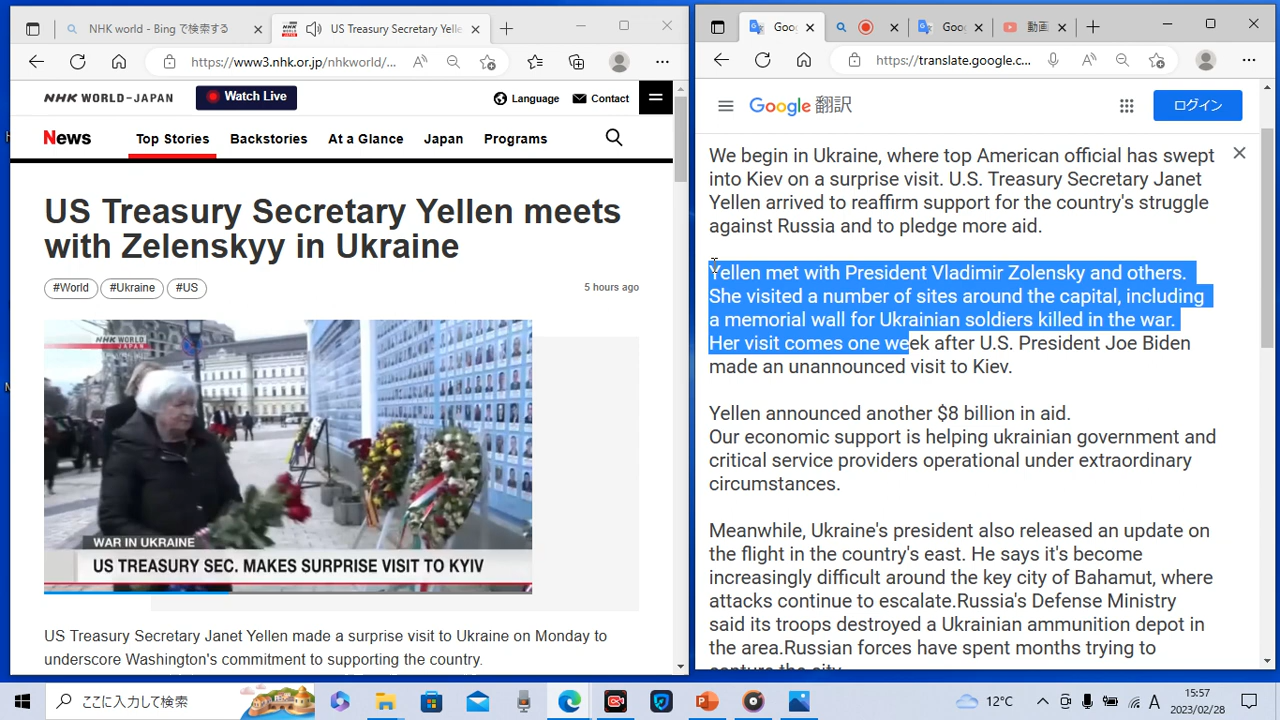 NHK world - Bing で検索する
US Treasury Secretary Yelle
https://www3.nhk.or.jp/nhkworld/...
NHK WORLD-JAPAN
Watch Live
Language
Contact
News
Top Stories
Backstories
At a Glance
Japan
Programs
US Treasury Secretary Yellen meets
with Zelenskyy in Ukraine
#World
#Ukraine
#US
5 hours ago
NHK WORLD
WAR IN UKRAINE
US TREASURY SEC. MAKES SURPRISE VISIT TO KYIV
US Treasury Secretary Janet Yellen made a surprise visit to Ukraine on Monday to
underscore Washington's commitment to supporting the country.
Goo
Goo
動画
https://translate.google.c...
Google 翻訳
ログイン
We begin in Ukraine, where top American official has swept
into Kiev on a surprise visit. U.S. Treasury Secretary Janet
Yellen arrived to reaffirm support for the country's struggle
against Russia and to pledge more aid.
Yellen met with President Vladimir Zolensky and others.
She visited a number of sites around the capital, including
a memorial wall for Ukrainian soldiers killed in the war.
Her visit comes one week after U.S. President Joe Biden
made an unannounced visit to Kiev.
Yellen announced another $8 billion in aid.
Our economic support is helping ukrainian government and
critical service providers operational under extraordinary
circumstances.
Meanwhile, Ukraine's president also released an update on
the flight in the country's east. He says it's become
increasingly difficult around the key city of Bahamut, where
attacks continue to escalate.Russia's Defense Ministry
said its troops destroyed a Ukrainian ammunition depot in
the area.Russian forces have spent months trying to
capture the city
ここに入力して検索
12°C
A
15:57
2023/02/28